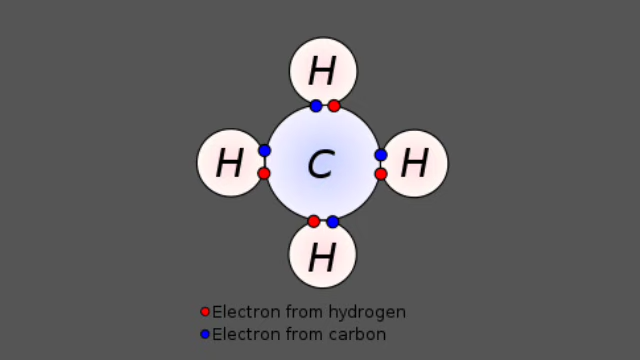 H
H C H
H
Electron from hydrogen
Electron from carbon